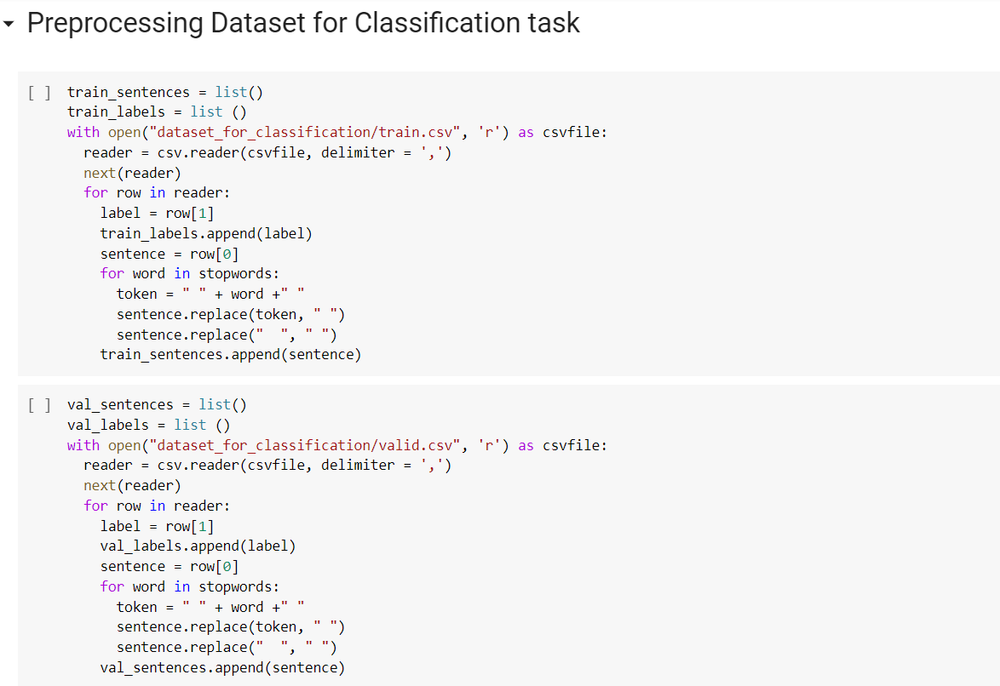 Preprocessing Dataset for Classification task
[ ] train_sentences = list()
train_labels = list ()
with open("dataset_for_classification/train.csv", 'r') as csvfile:
  reader = csv.reader(csvfile, delimiter = ',')
  next(reader)
  for row in reader:
    label = row[1]
    train_labels.append(label)
    sentence = row[0]
    for word in stopwords:
      token = " " + word +" "
      sentence.replace(token, " ")
      sentence.replace("  ", " ")
    train_sentences.append(sentence)
[ ] val_sentences = list()
val_labels = list ()
with open("dataset_for_classification/valid.csv", 'r') as csvfile:
  reader = csv.reader(csvfile, delimiter = ',')
  next(reader)
  for row in reader:
    label = row[1]
    val_labels.append(label)
    sentence = row[0]
    for word in stopwords:
      token = " " + word +" "
      sentence.replace(token, " ")
      sentence.replace("  ", " ")
    val_sentences.append(sentence)